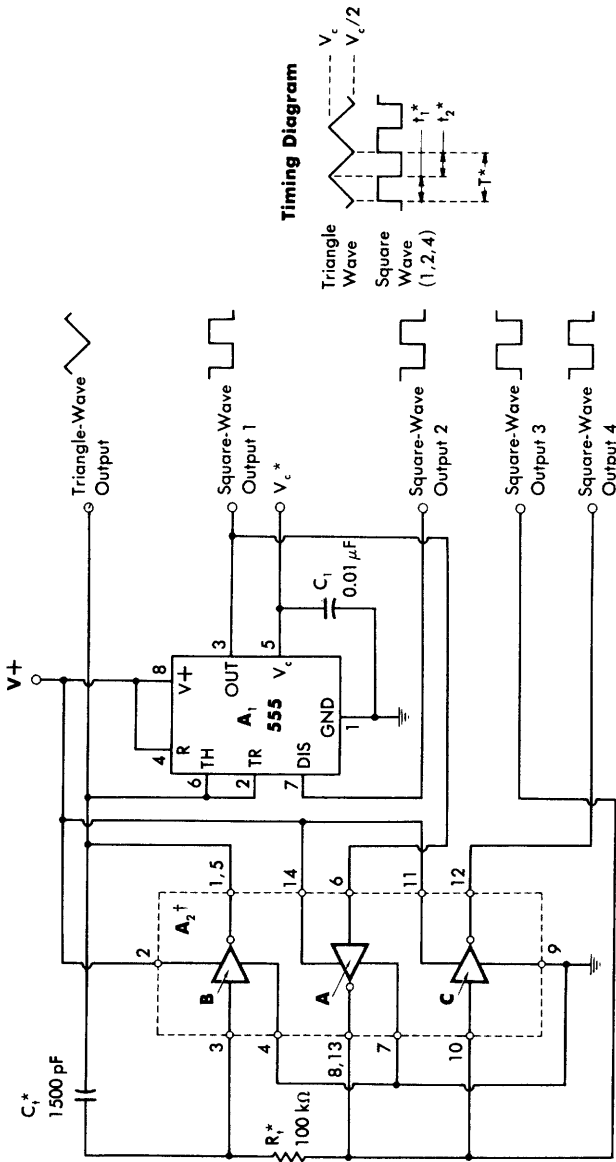 V+
Triangle-Wave
Output
Square-Wave
Output 1
V_c*
Square-Wave
Output 2
Square-Wave
Output 3
Square-Wave
Output 4
C_t*
1500 pF
R_t*
100 kΩ
A_2†
B
A
C
2
3
4
1, 5
14
8, 13
6
7
11
10
12
9
A_1
555
R
V+
TH
TR
DIS
OUT
V_c
GND
4
8
6
2
7
3
5
1
C_1
0.01 μF
Timing Diagram
Triangle
Wave
Square
Wave
(1,2,4)
V_c
V_c/2
t_1*
t_2*
T*